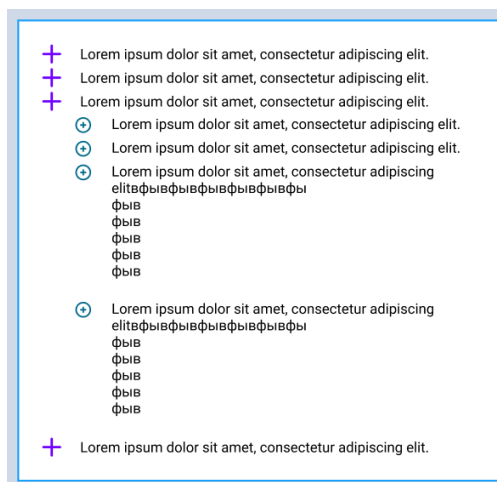 Lorem ipsum dolor sit amet, consectetur adipiscing elit.
Lorem ipsum dolor sit amet, consectetur adipiscing elit.
Lorem ipsum dolor sit amet, consectetur adipiscing elit.
Lorem ipsum dolor sit amet, consectetur adipiscing elit.
Lorem ipsum dolor sit amet, consectetur adipiscing elit.
Lorem ipsum dolor sit amet, consectetur adipiscing
elitвфывфывфывфывфывфы
фыв
фыв
фыв
фыв
фыв
Lorem ipsum dolor sit amet, consectetur adipiscing
elitвфывфывфывфывфывфы
фыв
фыв
фыв
фыв
фыв
Lorem ipsum dolor sit amet, consectetur adipiscing elit.